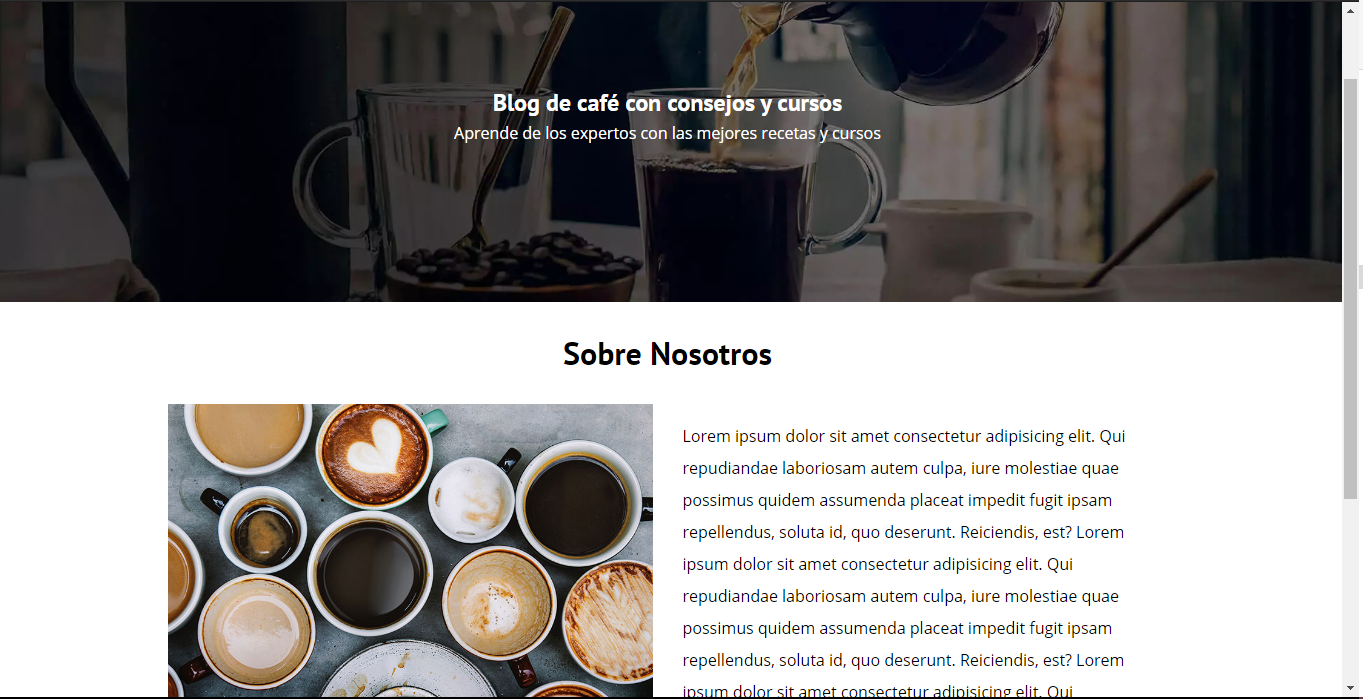 Blog de café con consejos y cursos
Aprende de los expertos con las mejores recetas y cursos
Sobre Nosotros
Lorem ipsum dolor sit amet consectetur adipisicing elit. Qui
repudiandae laboriosam autem culpa, iure molestiae quae
possimus quidem assumenda placeat impedit fugit ipsam
repellendus, soluta id, quo deserunt. Reiciendis, est? Lorem
ipsum dolor sit amet consectetur adipisicing elit. Qui
repudiandae laboriosam autem culpa, iure molestiae quae
possimus quidem assumenda placeat impedit fugit ipsam
repellendus, soluta id, quo deserunt. Reiciendis, est? Lorem
ipsum dolor sit amet consectetur adipisicing elit. Qui